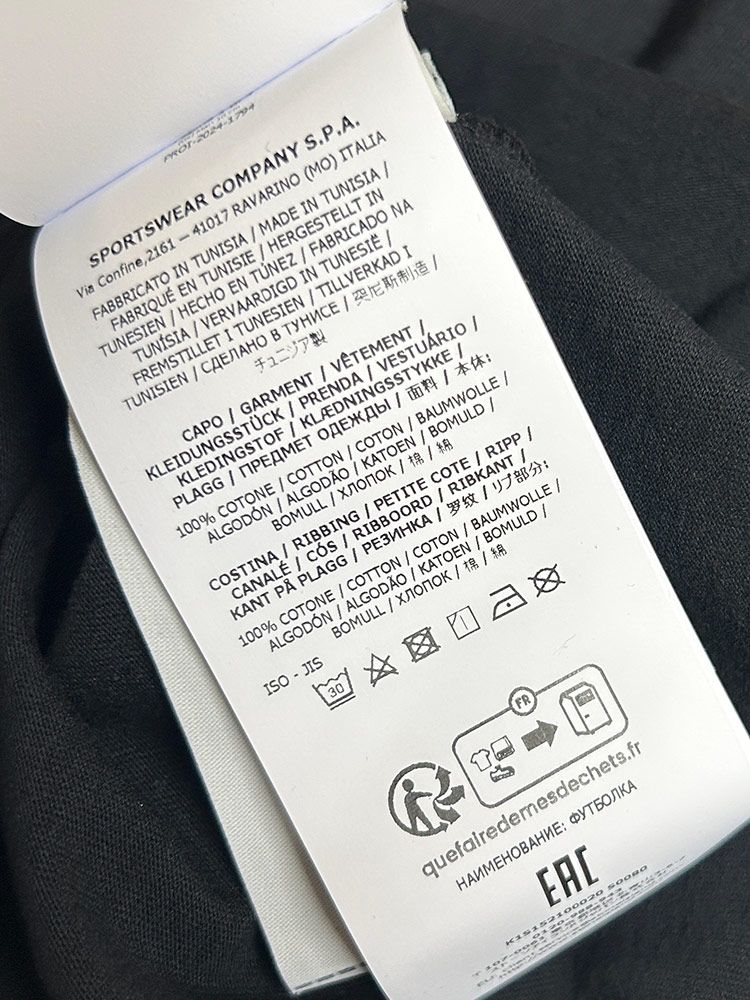 PROI-2024-1794
SPORTSWEAR COMPANY S.P.A.
Via Confine,2161 – 41017 RAVARINO (MO) ITALIA
FABBRICATO IN TUNISIA / MADE IN TUNISIA /
FABRIQUÉ EN TUNISIE / HERGESTELLT IN
TUNESIEN / HECHO EN TÚNEZ / FABRICADO NA
TUNÍSIA / VERVAARDIGD IN TUNESIË /
FREMSTILLET I TUNESIEN / TILLVERKAD I
TUNISIEN / СДЕЛАНО В ТУНИСЕ / 突尼斯制造 /
チュニジア製
CAPO / GARMENT / VÊTEMENT /
KLEIDUNGSSTÜCK / PRENDA / VESTUÁRIO /
KLEDINGSTOF / KLÆDNINGSSTYKKE /
PLAGG / ПРЕДМЕТ ОДЕЖДЫ / 面料 / 本体:
100% COTONE / COTTON / COTON / BAUMWOLLE /
ALGODÓN / ALGODÃO / KATOEN / BOMULD /
BOMULL / ХЛОПОК / 棉 / 綿
COSTINA / RIBBING / PETITE COTE / RIPP /
CANALÉ / CÓS / RIBBOORD / RIBKANT /
KANT PÅ PLAGG / РЕЗИНКА / 罗纹 / リブ部分:
100% COTONE / COTTON / COTON / BAUMWOLLE /
ALGODÓN / ALGODÃO / KATOEN / BOMULD /
BOMULL / ХЛОПОК / 棉 / 綿
ISO - JIS
30
FR
quefairedemesdechets.fr
НАИМЕНОВАНИЕ: ФУТБОЛКА
EAC
K1S152100020 S0080
0120-988-942